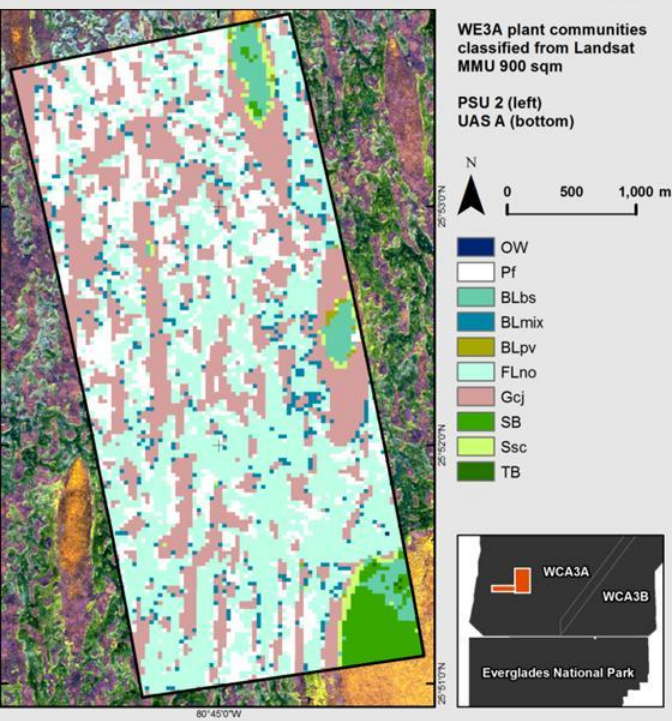 WE3A plant communities
classified from Landsat
MMU 900 sqm
PSU 2 (left)
UAS A (bottom)
N
0 500 1,000 m
OW
Pf
BLbs
BLmix
BLpv
FLno
Gcj
SB
Ssc
TB
25°53'0"N
25°52'0"N
25°51'0"N
80°45'0"W
WCA3A
WCA3B
Everglades National Park